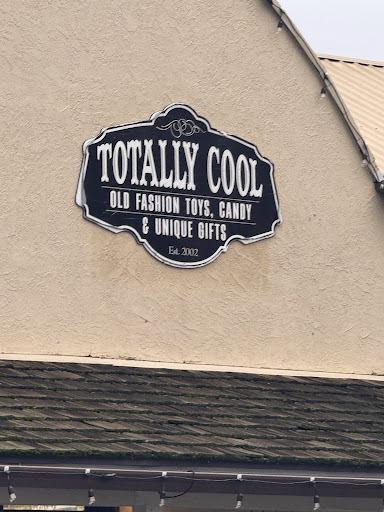 TOTALLY COOL
OLD FASHION TOYS, CANDY
& UNIQUE GIFTS
Est. 2002